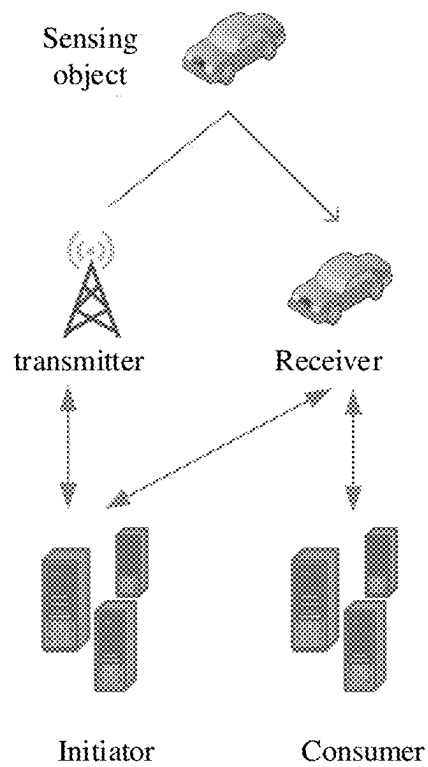 Sensing
object
transmitter
Receiver
Initiator
Consumer